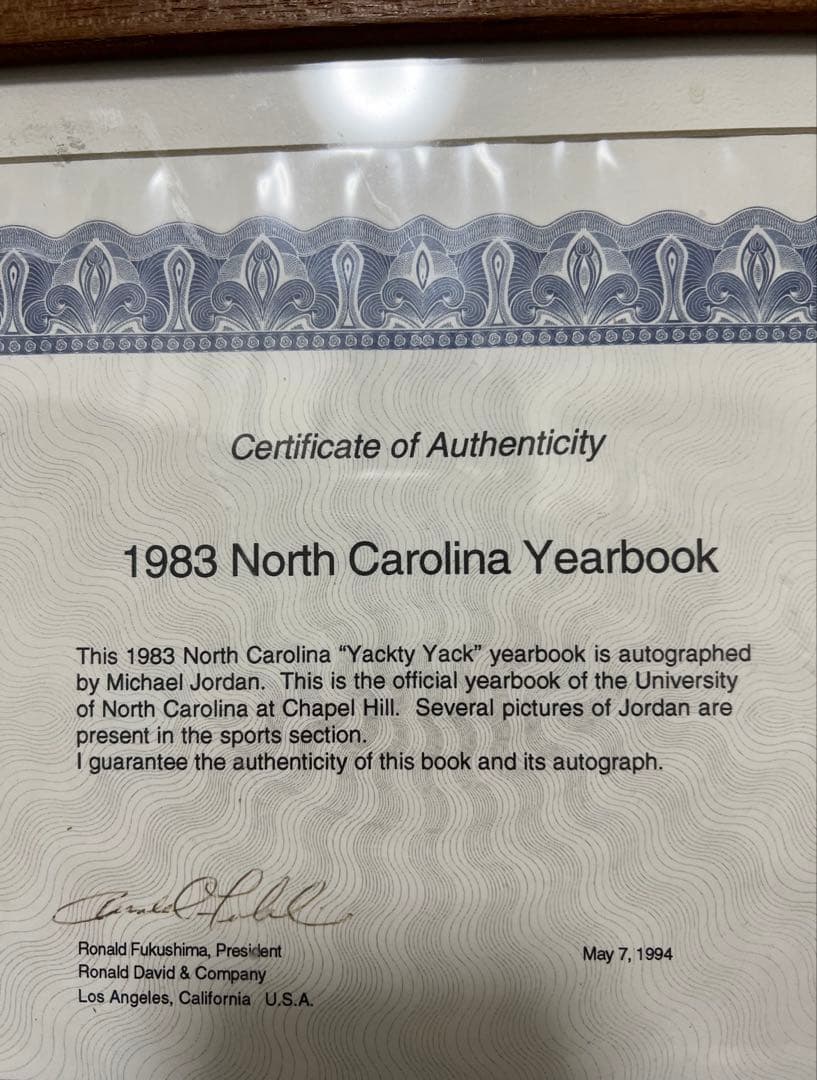 Certificate of Authenticity
1983 North Carolina Yearbook
This 1983 North Carolina “Yackty Yack” yearbook is autographed
by Michael Jordan.  This is the official yearbook of the University
of North Carolina at Chapel Hill.  Several pictures of Jordan are
present in the sports section.
I guarantee the authenticity of this book and its autograph.
Ronald Fukushima, President
Ronald David & Company
Los Angeles, California   U.S.A.
May 7, 1994